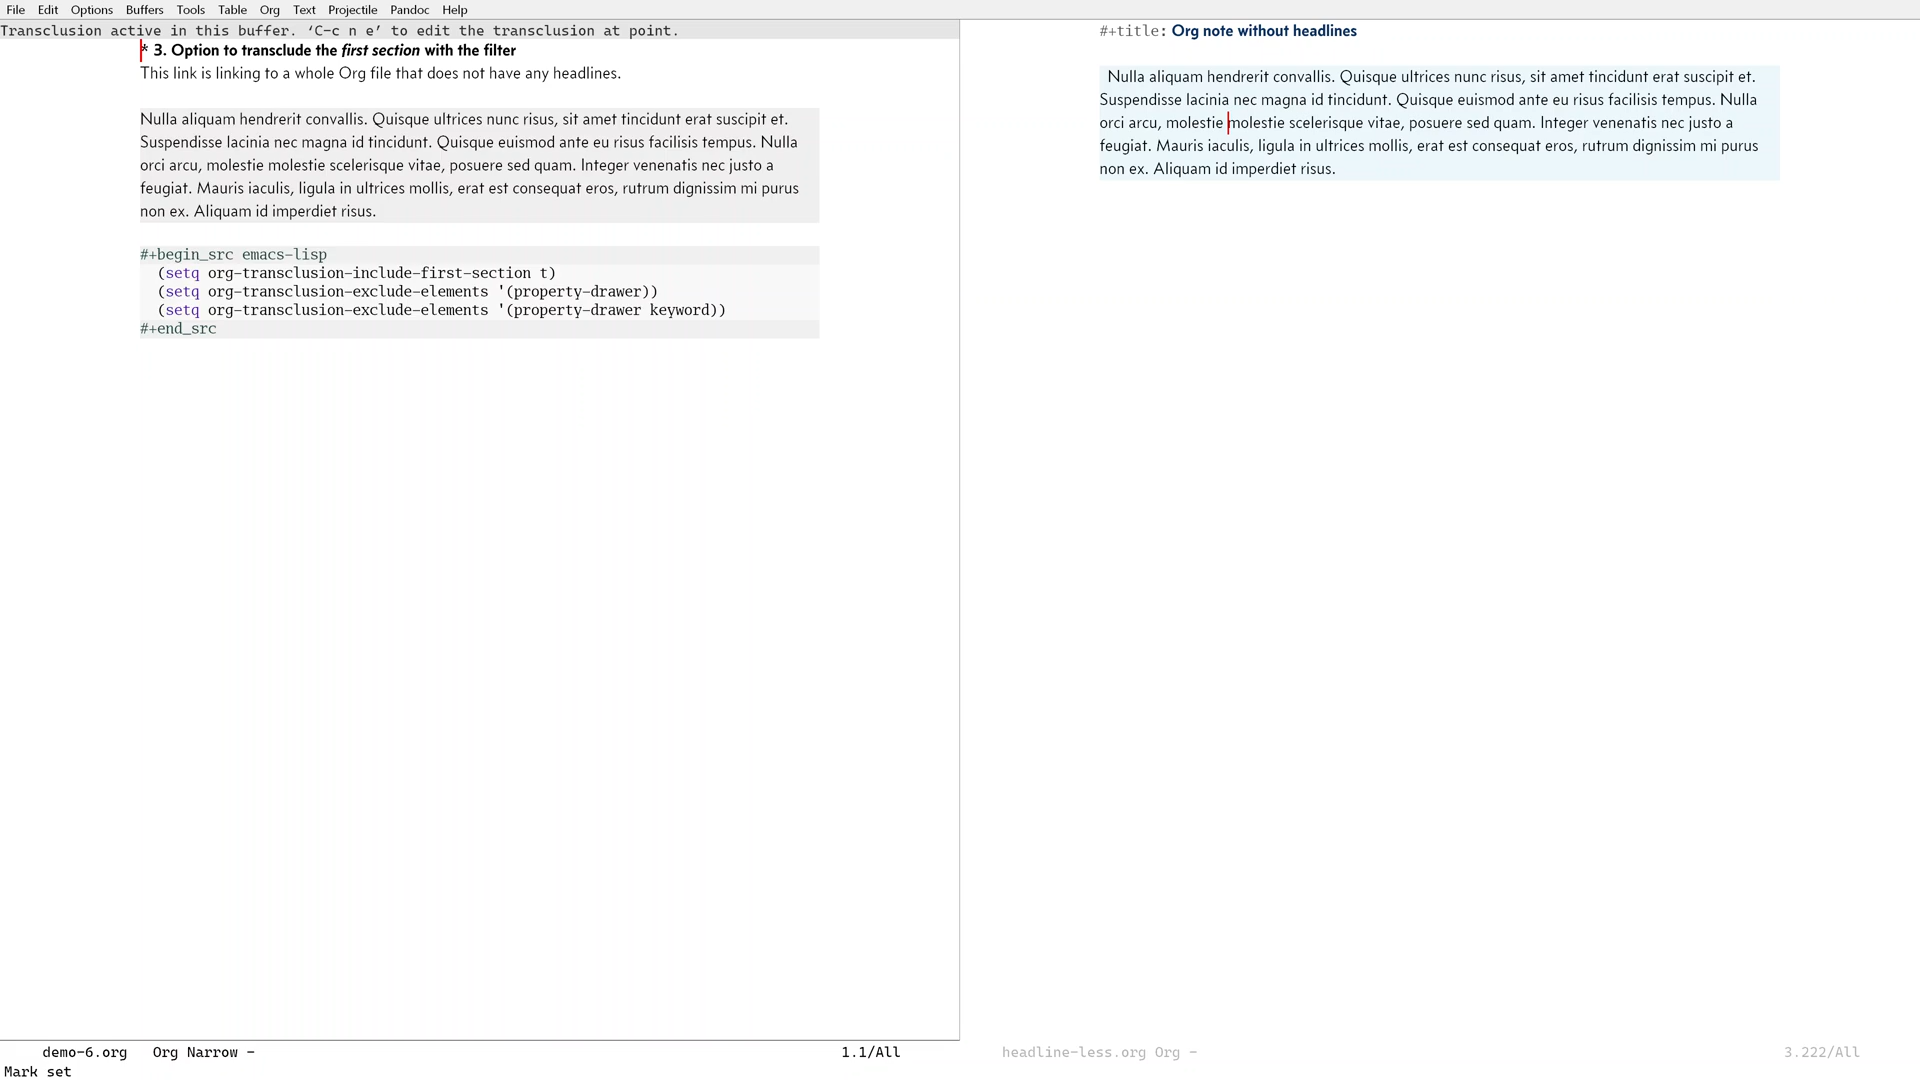 File Edit Options Buffers Tools Table Org Text Projectile Pandoc Help
Transclusion active in this buffer. ‘C-c n e’ to edit the transclusion at point.
* 3. Option to transclude the first section with the filter
This link is linking to a whole Org file that does not have any headlines.
Nulla aliquam hendrerit convallis. Quisque ultrices nunc risus, sit amet tincidunt erat suscipit et.
Suspendisse lacinia nec magna id tincidunt. Quisque euismod ante eu risus facilisis tempus. Nulla
orci arcu, molestie molestie scelerisque vitae, posuere sed quam. Integer venenatis nec justo a
feugiat. Mauris iaculis, ligula in ultrices mollis, erat est consequat eros, rutrum dignissim mi purus
non ex. Aliquam id imperdiet risus.
#+begin_src emacs-lisp
(setq org-transclusion-include-first-section t)
(setq org-transclusion-exclude-elements '(property-drawer))
(setq org-transclusion-exclude-elements '(property-drawer keyword))
#+end_src
demo-6.org Org Narrow - 1.1/All
Mark set
#+title: Org note without headlines
Nulla aliquam hendrerit convallis. Quisque ultrices nunc risus, sit amet tincidunt erat suscipit et.
Suspendisse lacinia nec magna id tincidunt. Quisque euismod ante eu risus facilisis tempus. Nulla
orci arcu, molestie molestie scelerisque vitae, posuere sed quam. Integer venenatis nec justo a
feugiat. Mauris iaculis, ligula in ultrices mollis, erat est consequat eros, rutrum dignissim mi purus
non ex. Aliquam id imperdiet risus.
headline-less.org Org - 3.222/All